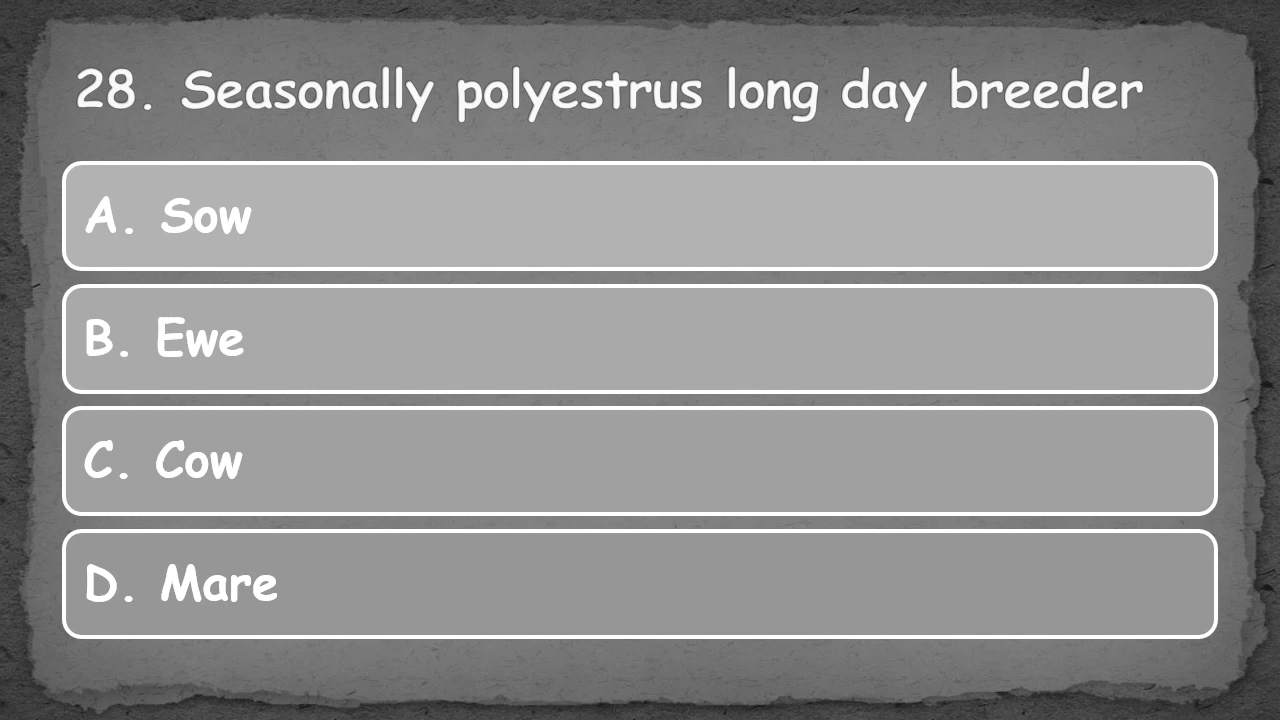 28. Seasonally polyestrus long day breeder
A. Sow
B. Ewe
C. Cow
D. Mare